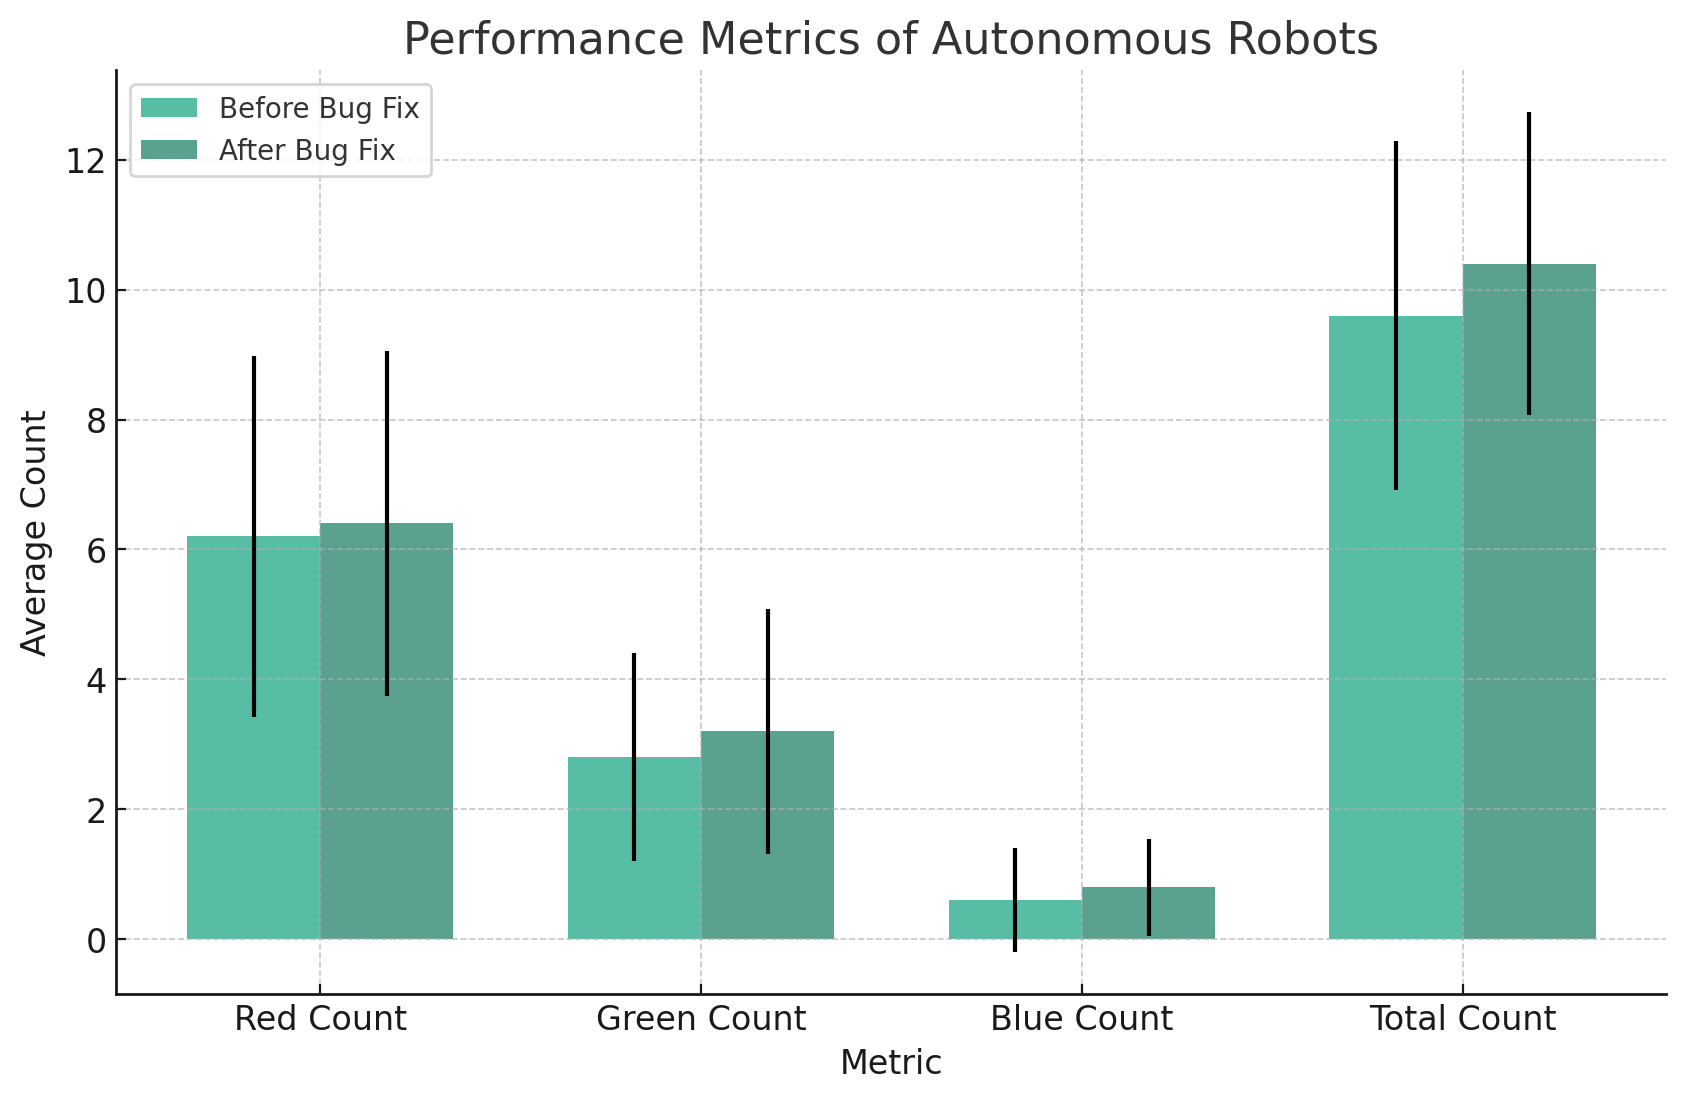 Performance Metrics of Autonomous Robots
Before Bug Fix
After Bug Fix
12
10
8
6
4
2
0
Average Count
Red Count
Green Count
Blue Count
Total Count
Metric